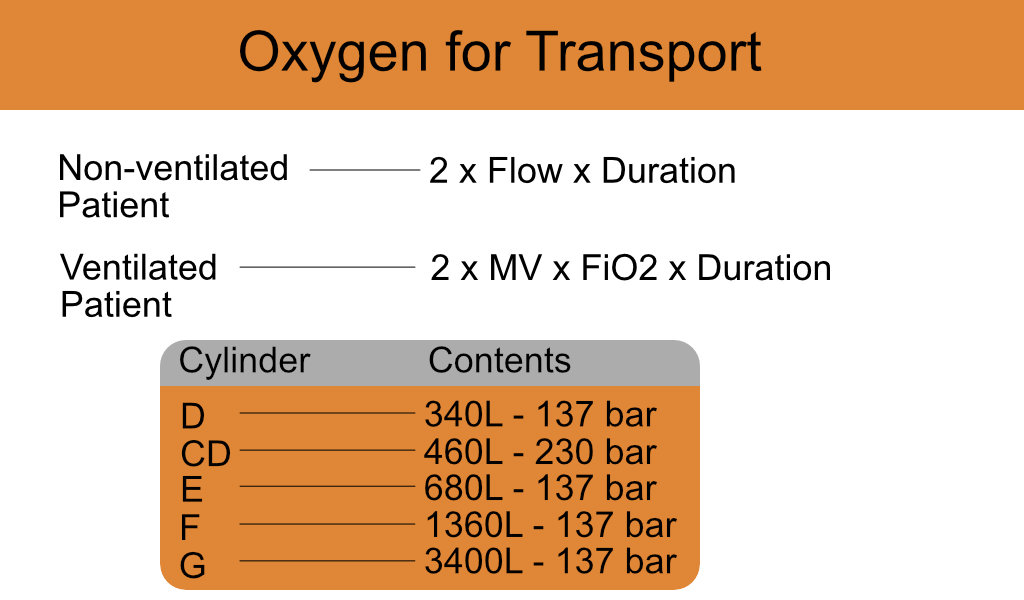 Oxygen for Transport
Non-ventilated Patient 2 x Flow x Duration
Ventilated Patient 2 x MV x FiO2 x Duration
Cylinder Contents
D 340L - 137 bar
CD 460L - 230 bar
E 680L - 137 bar
F 1360L - 137 bar
G 3400L - 137 bar